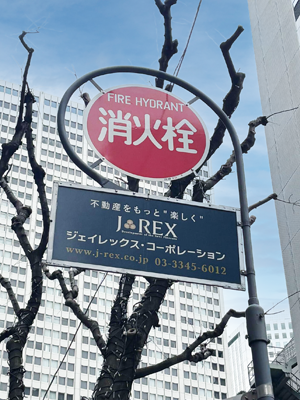 FIRE HYDRANT
消火栓
不動産をもっと"楽しく"
J-REX
ジェイレックス・コーポレーション
www.j-rex.co.jp 03-3345-6012